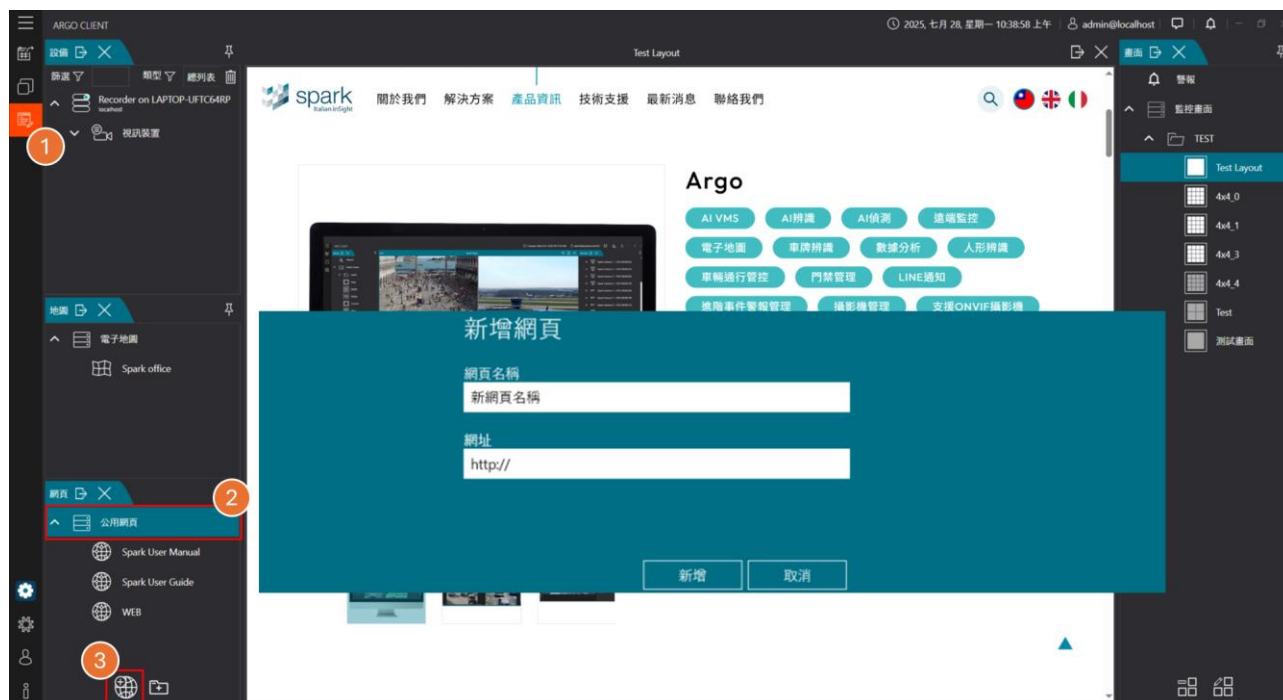 ARGO CLIENT
2025, 七月 28, 星期一 10:38:58 上午
admin@localhost
設備
Test Layout
畫面
篩選
類型
總列表
Recorder on LAPTOP-UFTC64RP
localhost
視訊裝置
1
spark
Italian inSight
關於我們
解決方案
產品資訊
技術支援
最新消息
聯絡我們
警報
監控畫面
TEST
Test Layout
4x4_0
4x4_1
4x4_3
4x4_4
Test
測試畫面
Argo
AI VMS
AI辨識
AI偵測
遠端監控
電子地圖
車牌辨識
數據分析
人形辨識
車輛通行管控
門禁管理
LINE通知
進階事件警報管理
攝影機管理
支援ONVIF攝影機
地圖
電子地圖
Spark office
新增網頁
網頁名稱
新網頁名稱
網址
http://
新增
取消
網頁
2
公用網頁
Spark User Manual
Spark User Guide
WEB
3